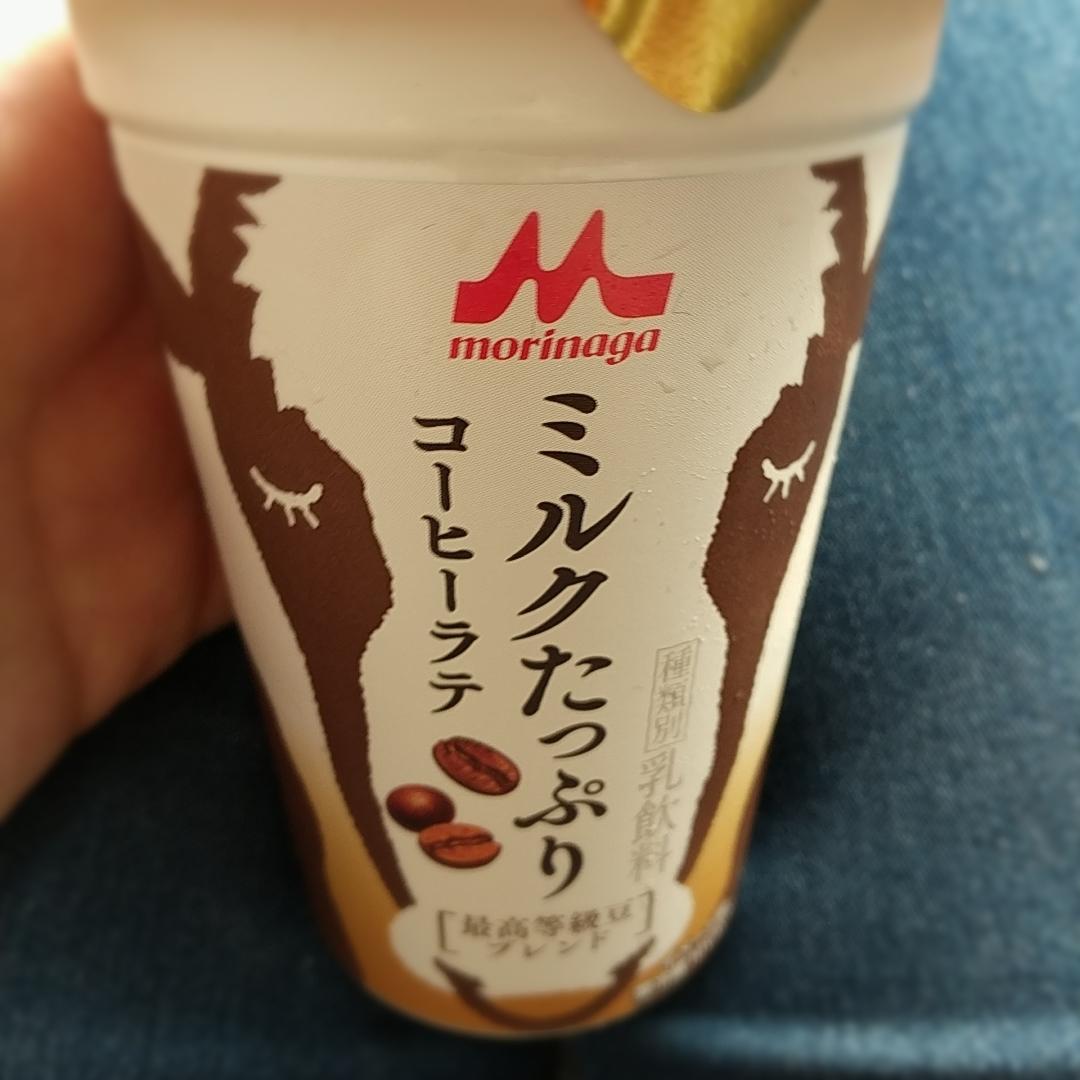 morinaga
ミルクたっぷり
コーヒーラテ
種類別 乳飲料
[最高等級豆
ブレンド]